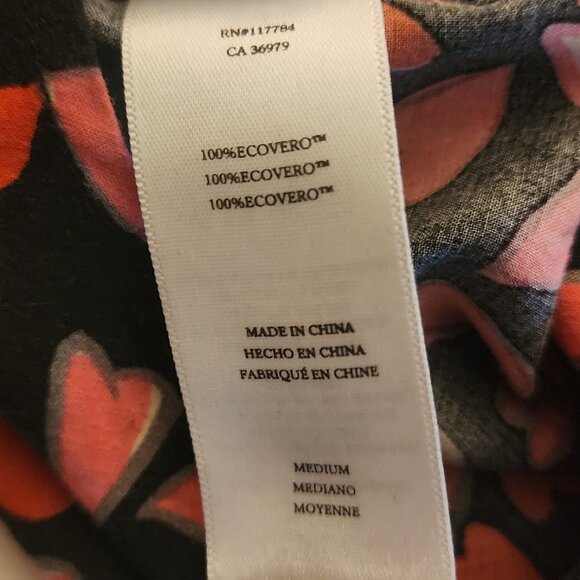 RN#117784
CA 36979
100%ECOVERO™
100%ECOVERO™
100%ECOVERO™
MADE IN CHINA
HECHO EN CHINA
FABRIQUÉ EN CHINE
MEDIUM
MEDIANO
MOYENNE